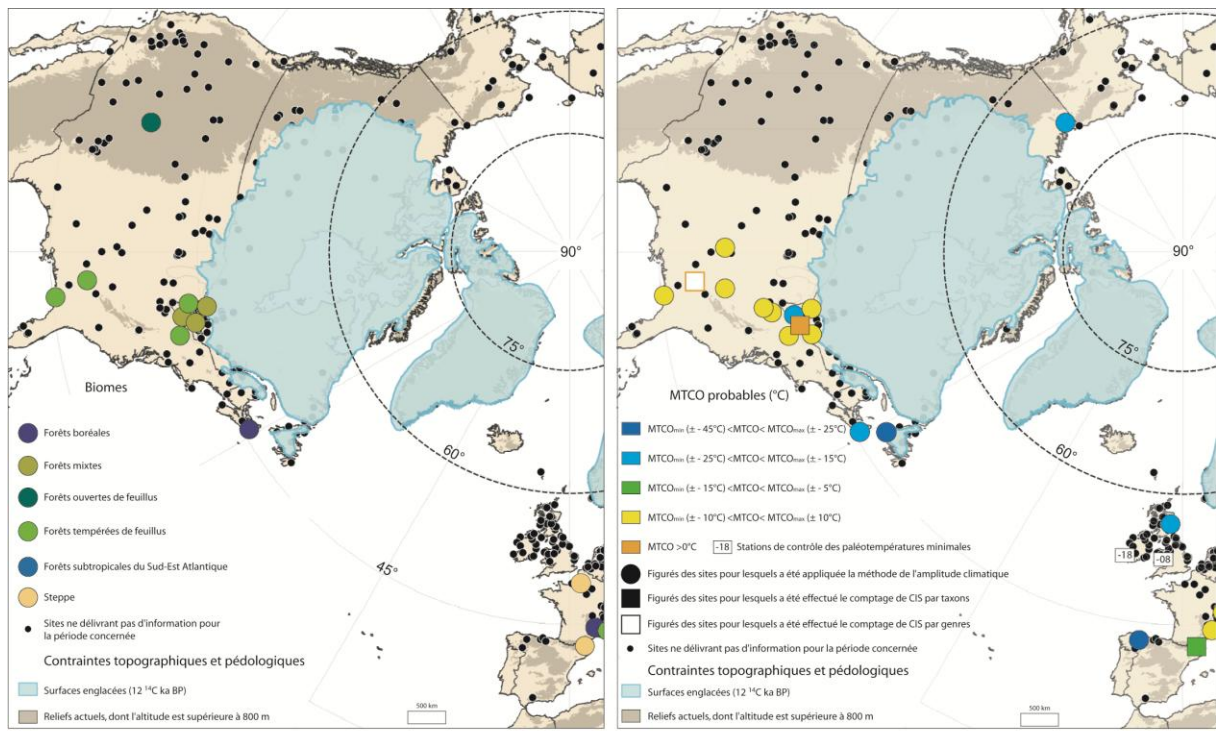 90°
75°
60°
45°
Biomes
Forêts boréales
Forêts mixtes
Forêts ouvertes de feuillus
Forêts tempérées de feuillus
Forêts subtropicales du Sud-Est Atlantique
Steppe
Sites ne délivrant pas d'information pour
la période concernée
Contraintes topographiques et pédologiques
Surfaces englacées (12 ¹⁴C ka BP)
Reliefs actuels, dont l'altitude est supérieure à 800 m
500 km
90°
75°
60°
MTCO probables (°C)
MTCOmin (± - 45°C) <MTCO< MTCOmax (± - 25°C)
MTCOmin (± - 25°C) <MTCO< MTCOmax (± - 15°C)
MTCOmin (± - 15°C) <MTCO< MTCOmax (± - 5°C)
MTCOmin (± - 10°C) <MTCO< MTCOmax (± 10°C)
MTCO >0°C -18 Stations de contrôle des paléotempératures minimales
Figurés des sites pour lesquels a été appliquée la méthode de l'amplitude climatique
Figurés des sites pour lesquels a été effectué le comptage de CIS par taxons
Figurés des sites pour lesquels a été effectué le comptage de CIS par genres
Sites ne délivrant pas d'information pour la période concernée
Contraintes topographiques et pédologiques
Surfaces englacées (12 ¹⁴C ka BP)
Reliefs actuels, dont l'altitude est supérieure à 800 m
-18
-08
500 km